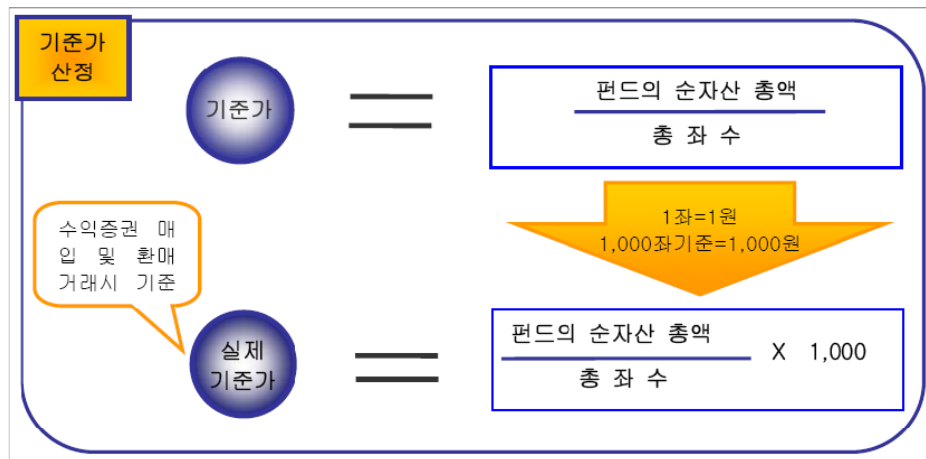 기준가
산정
기준가
펀드의 순자산 총액
총 좌 수
1좌=1원
1,000좌기준=1,000원
수익증권 매
입 및 환매
거래시 기준
실제
기준가
펀드의 순자산 총액
총 좌 수
X 1,000